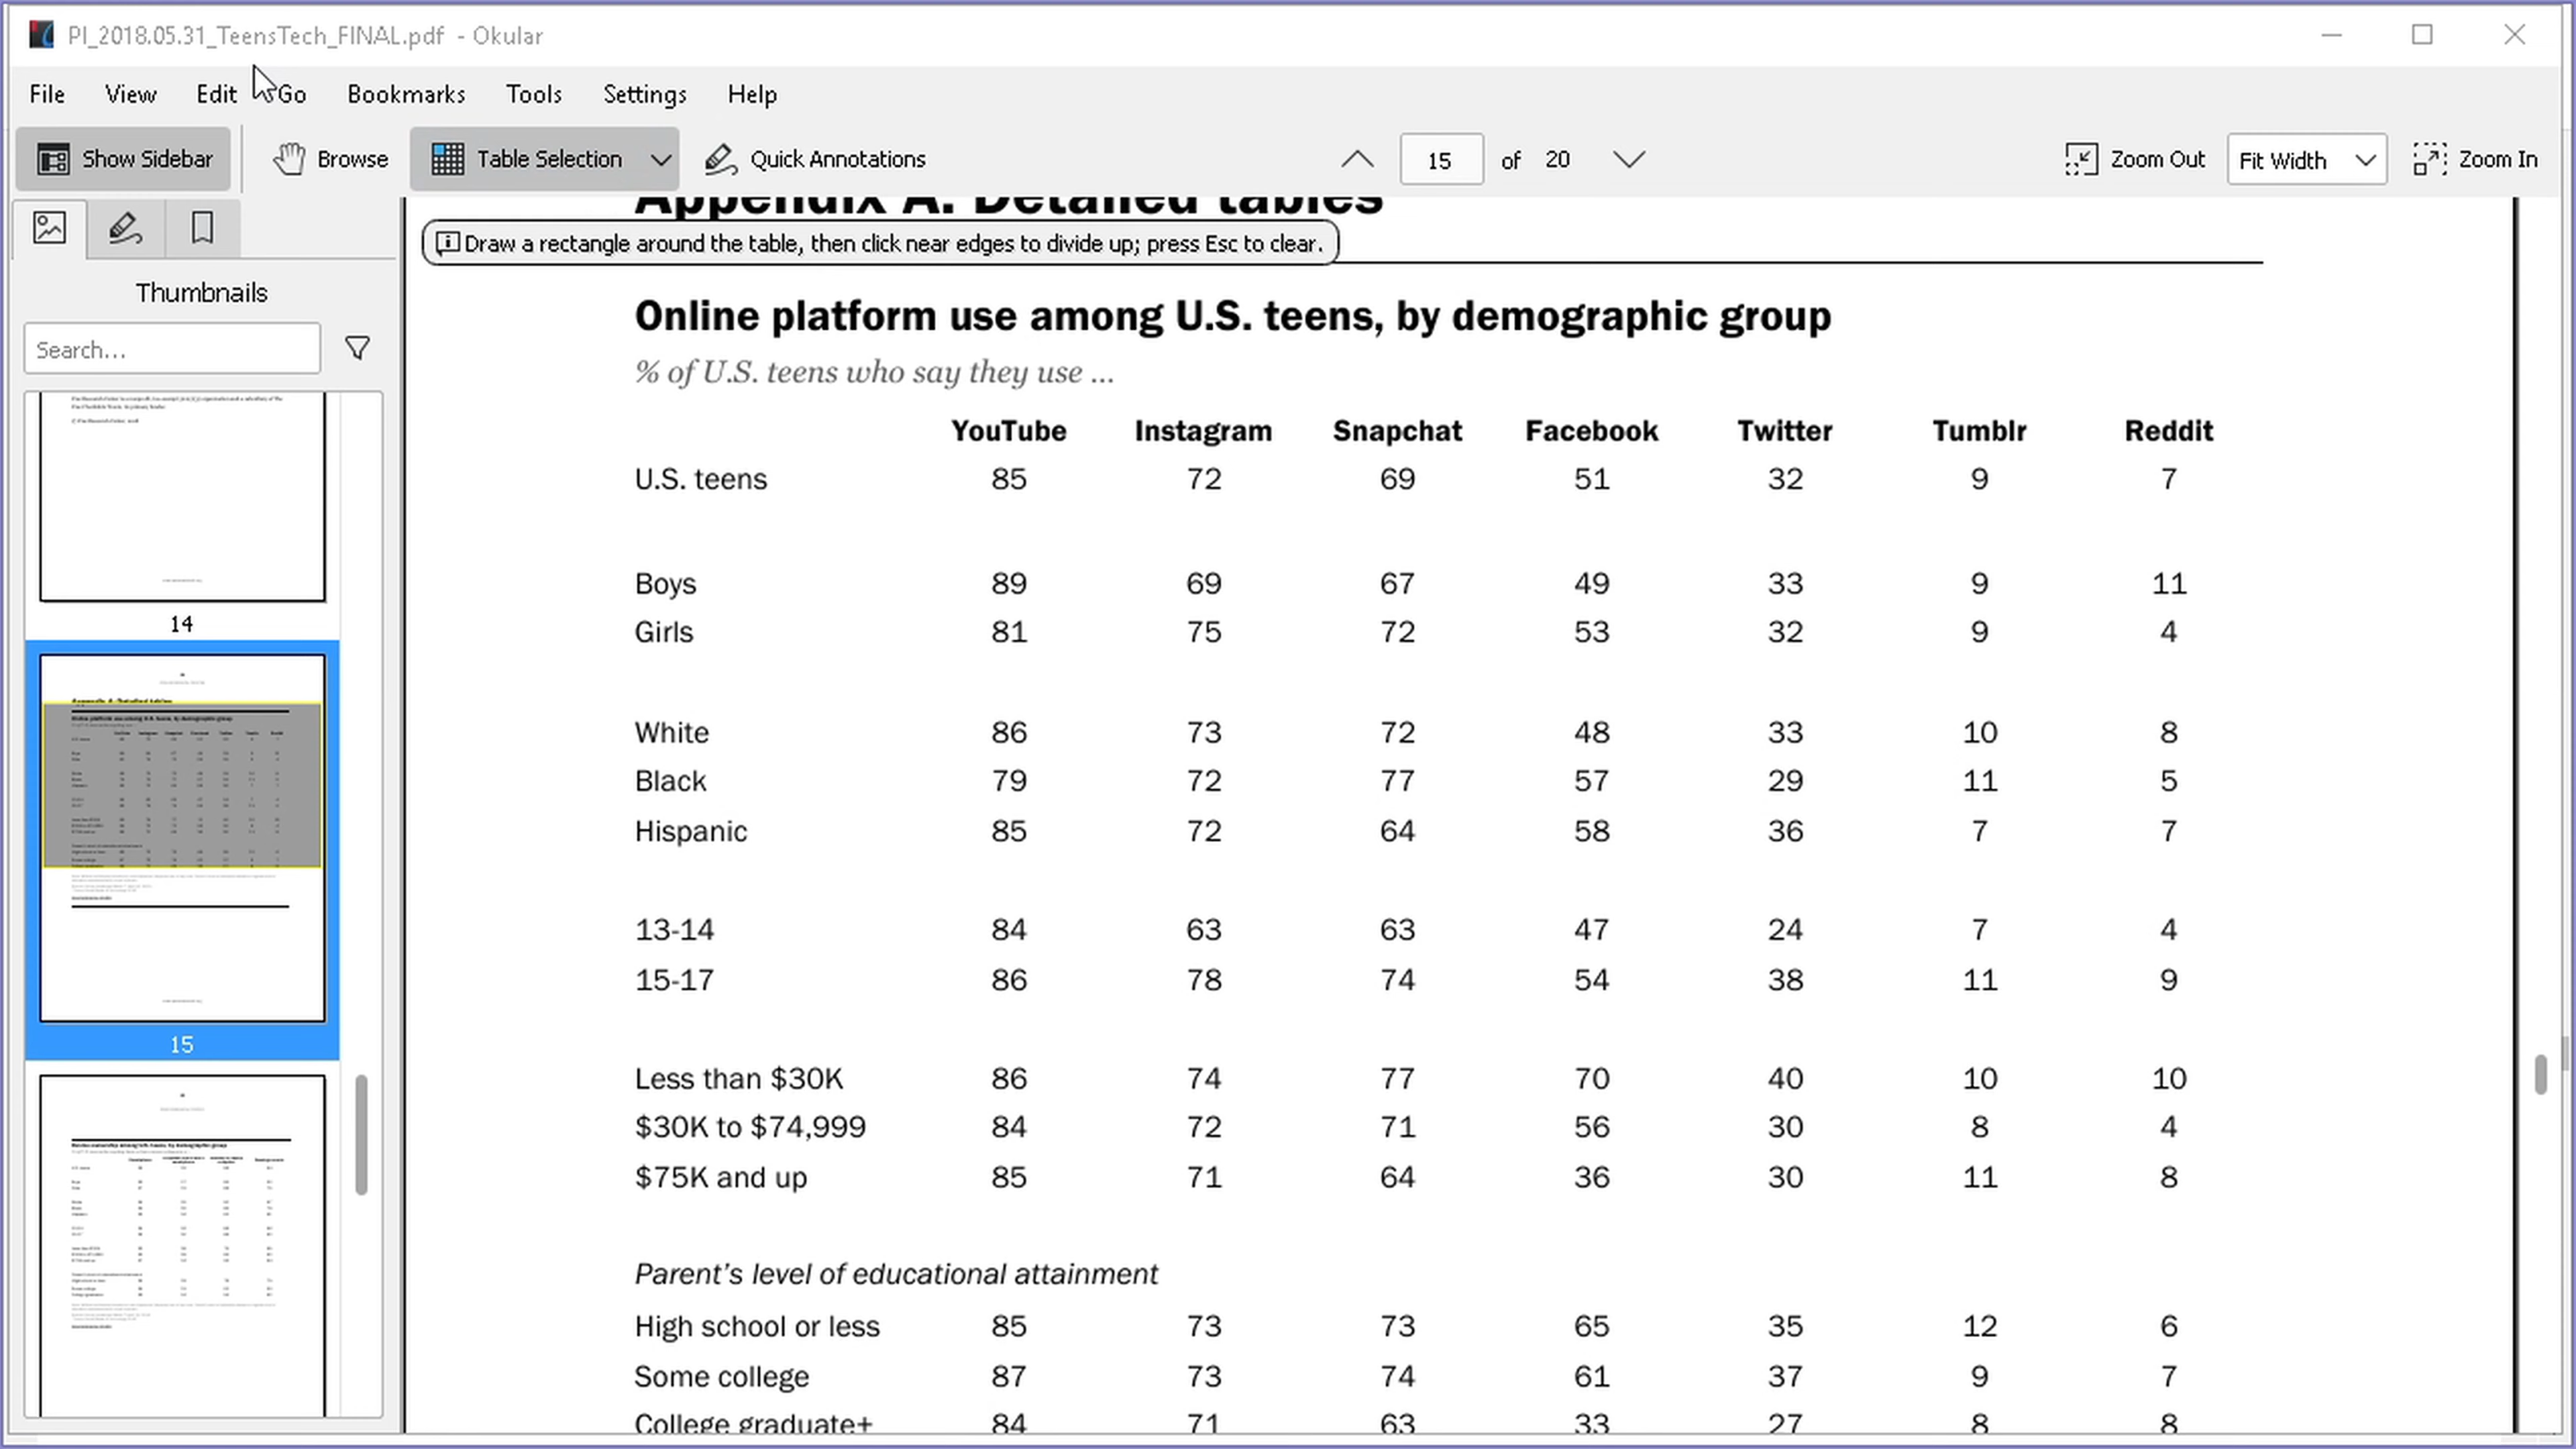 PI_2018.05.31_TeensTech_FINAL.pdf - Okular
File View Edit Go Bookmarks Tools Settings Help
Show Sidebar Browse Table Selection Quick Annotations 15 of 20 Zoom Out Fit Width Zoom In
Appendix A: Detailed tables
Draw a rectangle around the table, then click near edges to divide up; press Esc to clear.
Thumbnails
Search...
14
15
Online platform use among U.S. teens, by demographic group
% of U.S. teens who say they use ...
YouTube Instagram Snapchat Facebook Twitter Tumblr Reddit
U.S. teens 85 72 69 51 32 9 7
Boys 89 69 67 49 33 9 11
Girls 81 75 72 53 32 9 4
White 86 73 72 48 33 10 8
Black 79 72 77 57 29 11 5
Hispanic 85 72 64 58 36 7 7
13-14 84 63 63 47 24 7 4
15-17 86 78 74 54 38 11 9
Less than $30K 86 74 77 70 40 10 10
$30K to $74,999 84 72 71 56 30 8 4
$75K and up 85 71 64 36 30 11 8
Parent’s level of educational attainment
High school or less 85 73 73 65 35 12 6
Some college 87 73 74 61 37 9 7
College graduate+ 84 71 63 33 27 8 8